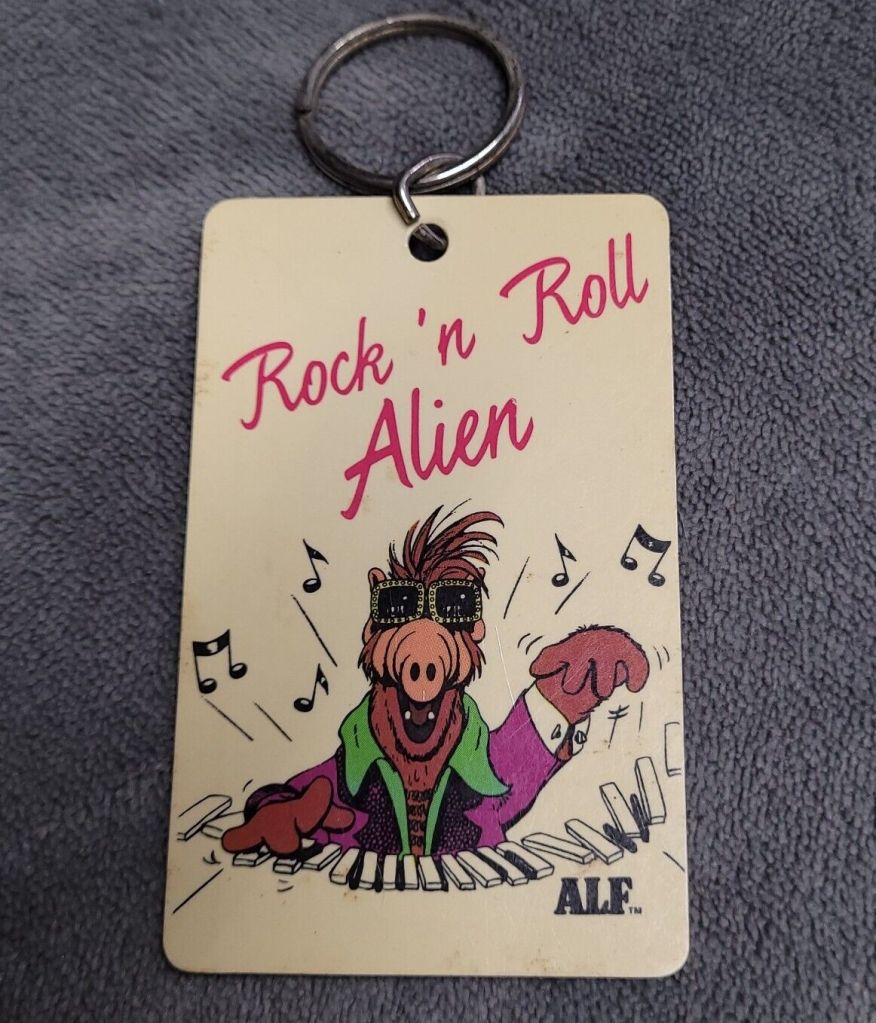 Rock 'n Roll
Alien
ALF™